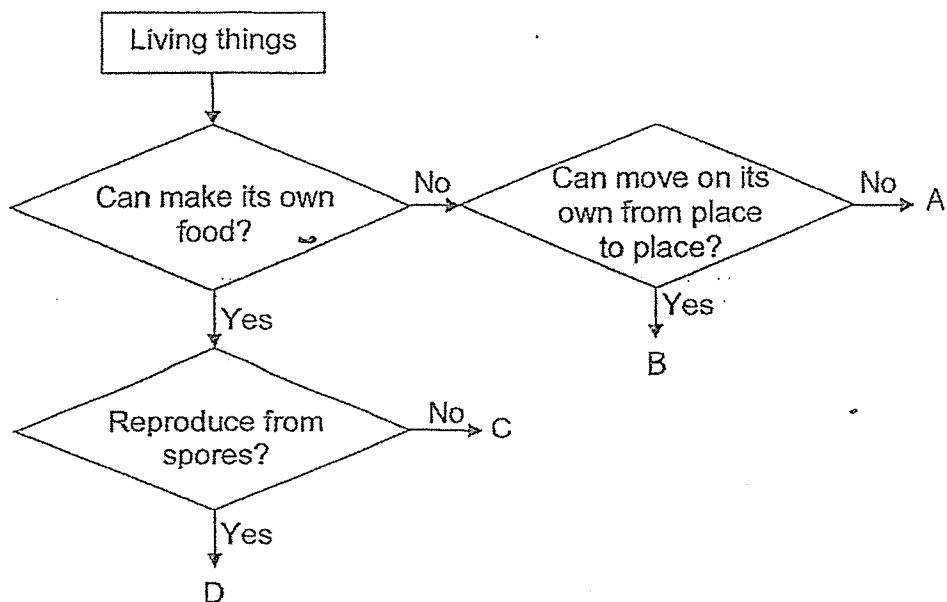 Living things
Can make its own
food?
No
Can move on its
own from place
to place?
No
A
Yes
B
Yes
Reproduce from
spores?
No
C
Yes
D